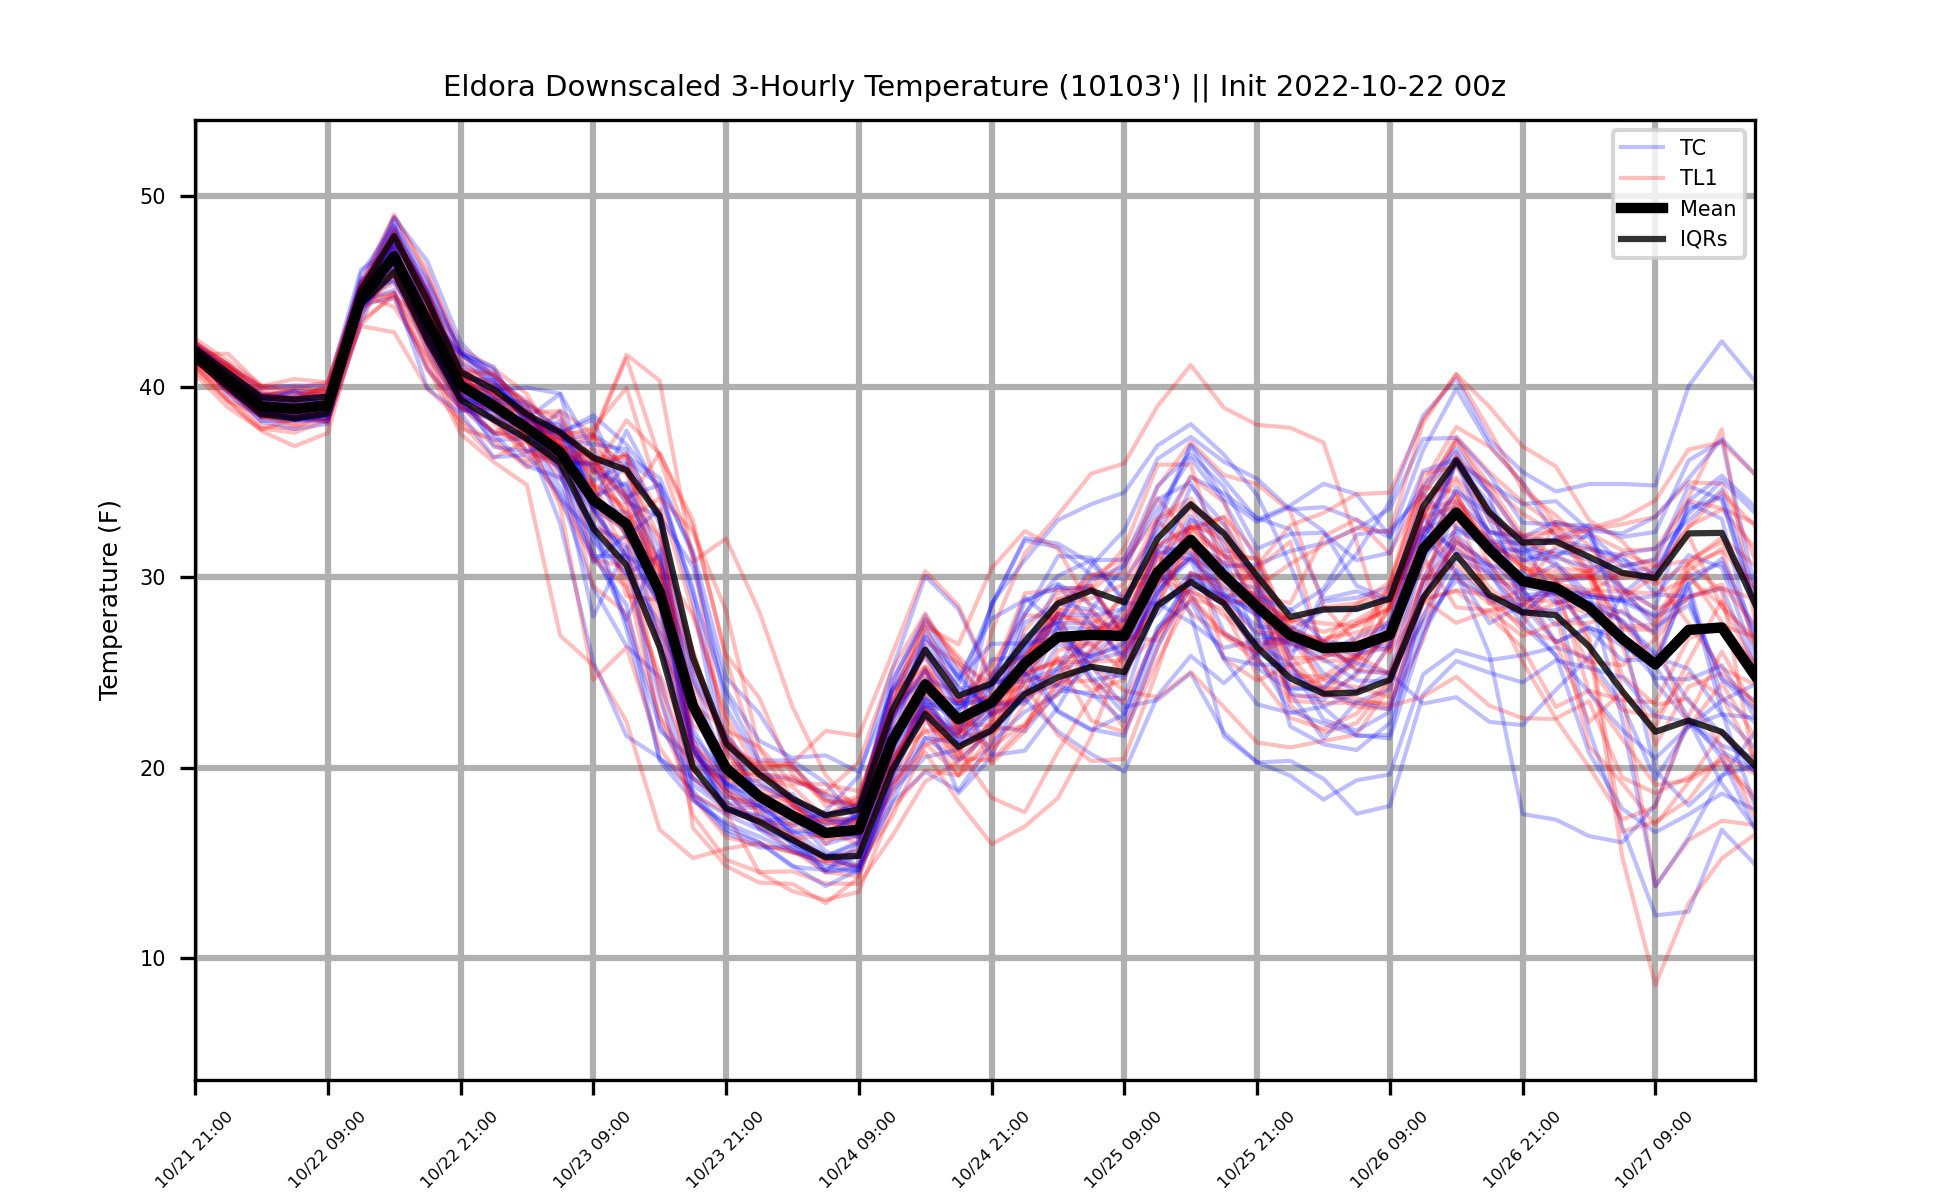 Eldora Downscaled 3-Hourly Temperature (10103') || Init 2022-10-22 00z
TC
TL1
Mean
IQRs
Temperature (F)
50
40
30
20
10
10/21 21:00
10/22 09:00
10/22 21:00
10/23 09:00
10/23 21:00
10/24 09:00
10/24 21:00
10/25 09:00
10/25 21:00
10/26 09:00
10/26 21:00
10/27 09:00